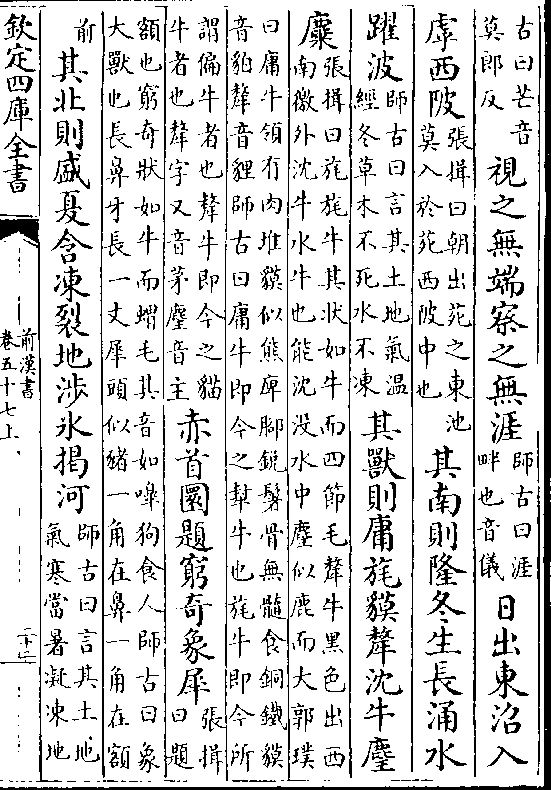 古曰芒音
莫郎反
視之無端察之無涯
師古曰涯
畔也音儀
日出東沼入
虖西陂
張揖曰朝出苑之東池
莫入於苑西陂中也
其南則隆冬生長涌水
躍波
師古曰言其土地氣温
經冬草木不死水不凍
其獸則庸旄貘犛沈牛麈
麋
張揖曰旄旄牛其狀如牛而四節毛犛牛黑色出西
南徼外沈牛水牛也能沈没水中麈似鹿而大郭璞
曰庸牛領有肉堆貘似熊庳脚鋭鬐骨無髓食銅鐵貘
音貃犛音貍師古曰庸牛即今之犎牛也旄牛即今所
謂偏牛者也犛牛即今之貓
牛者也犛字又音茅麈音主
赤首圜題窮奇象犀
張揖
曰題
額也窮奇狀如牛而蝟毛其音如嘷狗食人師古曰象
大獸也長鼻牙長一丈犀頭似豬一角在鼻一角在額
前
其北則盛夏含凍裂地涉氷揭河
師古曰言其土地
氣寒當暑凝凍地
欽定四庫全書
前漢書
卷五十七上